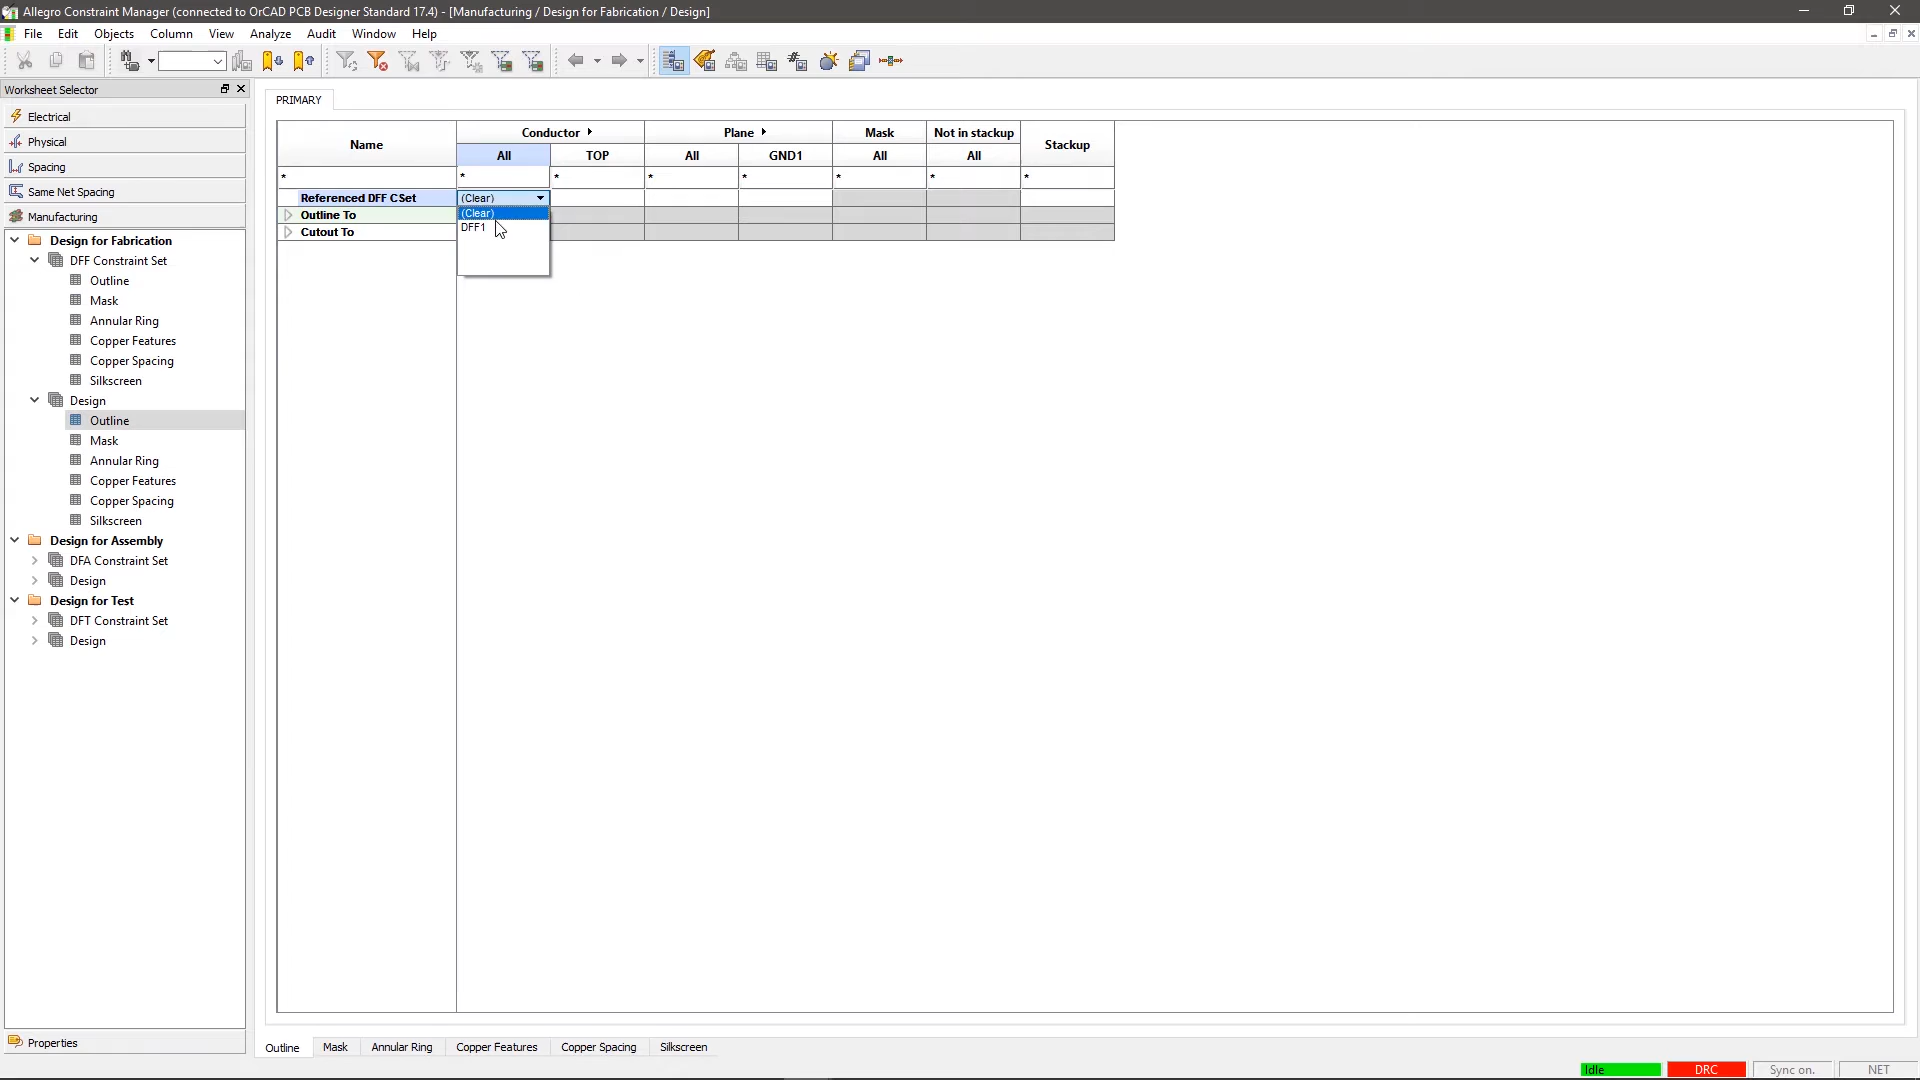 Allegro Constraint Manager (connected to OrCAD PCB Designer Standard 17.4) - [Manufacturing / Design for Fabrication / Design]
File Edit Objects Column View Analyze Audit Window Help
Worksheet Selector
Electrical
Physical
Spacing
Same Net Spacing
Manufacturing
Design for Fabrication
DFF Constraint Set
Outline
Mask
Annular Ring
Copper Features
Copper Spacing
Silkscreen
Design
Outline
Mask
Annular Ring
Copper Features
Copper Spacing
Silkscreen
Design for Assembly
DFA Constraint Set
Design
Design for Test
DFT Constraint Set
Design
Properties
PRIMARY
Name Conductor Plane Mask Not in stackup Stackup
All TOP All GND1 All All
* * * * * * * *
Referenced DFF CSet (Clear)
Outline To (Clear)
Cutout To DFF1
Outline Mask Annular Ring Copper Features Copper Spacing Silkscreen
Idle DRC Sync on. NET